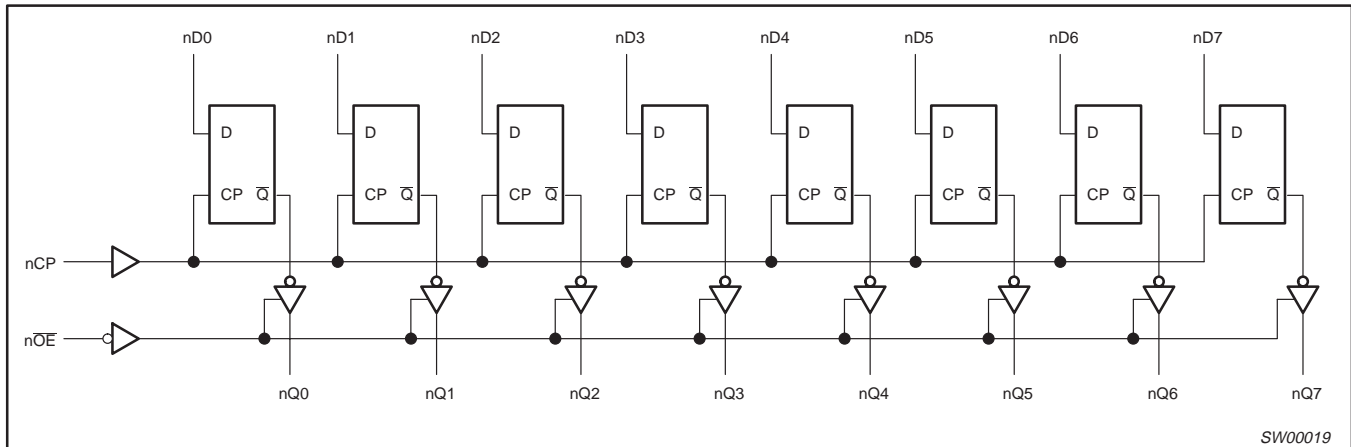 nD0 nD1 nD2 nD3 nD4 nD5 nD6 nD7
D D D D D D D D
CP Q̅ CP Q̅ CP Q̅ CP Q̅ CP Q̅ CP Q̅ CP Q̅ CP Q̅
nCP
nO̅E̅
nQ0 nQ1 nQ2 nQ3 nQ4 nQ5 nQ6 nQ7
SW00019